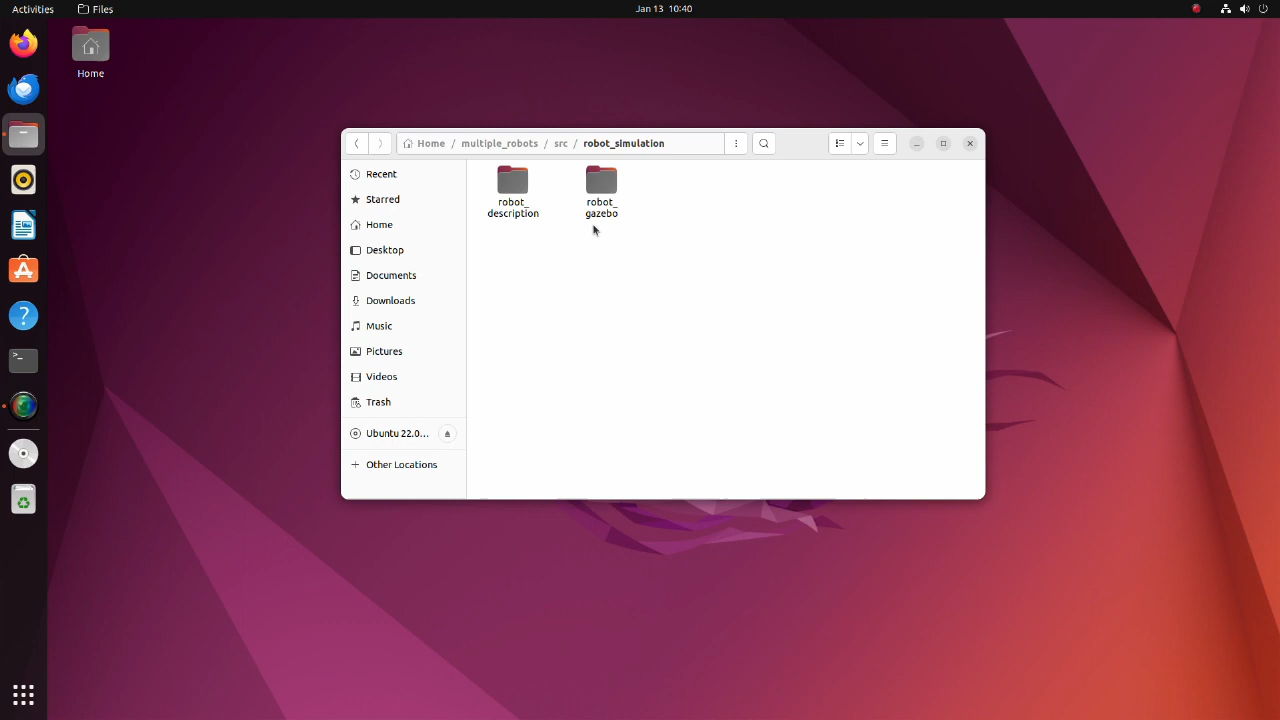 Activities Files Jan 13 10:40
Home
Home / multiple_robots / src / robot_simulation
Recent
Starred
Home
Desktop
Documents
Downloads
Music
Pictures
Videos
Trash
Ubuntu 22.0...
+ Other Locations
robot_
description
robot_
gazebo